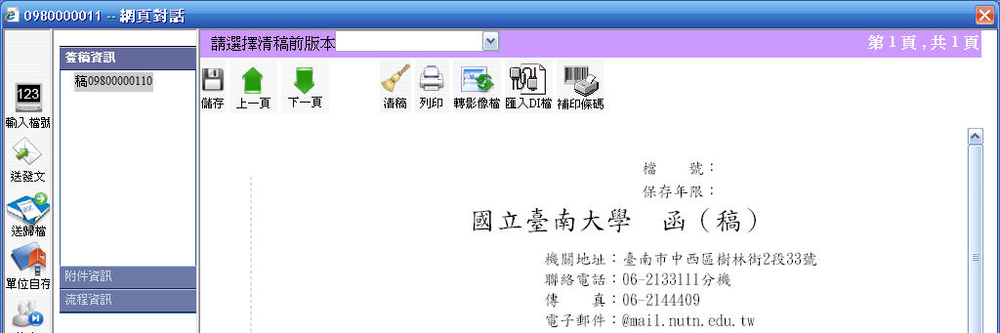 0980000011 -- 網頁對話
請選擇清稿前版本
第 1 頁 , 共 1 頁
儲存
上一頁
下一頁
清稿
列印
轉影像檔
匯入DI檔
補印條碼
123
輸入檔號
送發文
送歸檔
單位自存
簽稿資訊
稿09800000110
附件資訊
流程資訊
檔　　號：
保存年限：
國立臺南大學　函（稿）
機關地址：臺南市中西區樹林街2段33號
聯絡電話：06-2133111分機
傳　　真：06-2144409
電子郵件：@mail.nutn.edu.tw